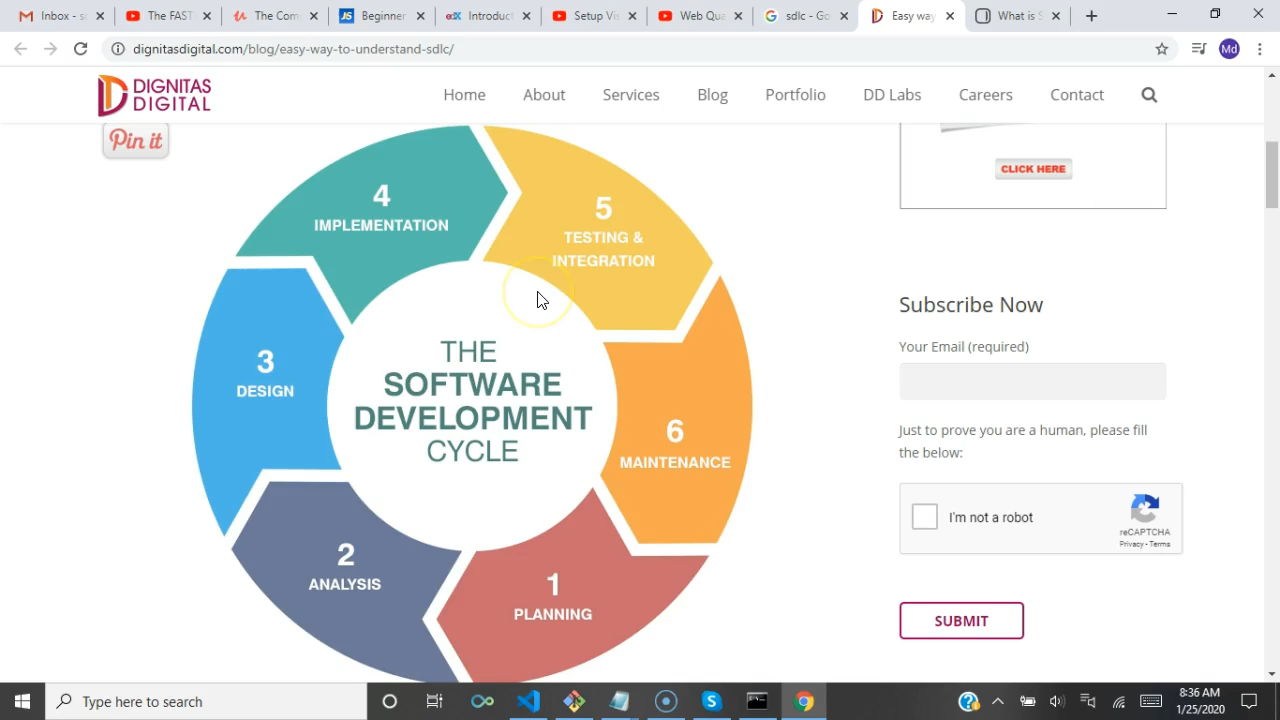 Inbox - s
The FAST
The Com
Beginner
Introduct
Setup Vi
Web Qua
sdlc - Go
Easy way
What is
dignitasdigital.com/blog/easy-way-to-understand-sdlc/
Md
DIGNITAS
DIGITAL
Home
About
Services
Blog
Portfolio
DD Labs
Careers
Contact
Pin it
CLICK HERE
4
IMPLEMENTATION
5
TESTING &
INTEGRATION
3
DESIGN
THE
SOFTWARE
DEVELOPMENT
CYCLE
6
MAINTENANCE
2
ANALYSIS
1
PLANNING
Subscribe Now
Your Email (required)
Just to prove you are a human, please fill
the below:
I'm not a robot
reCAPTCHA
Privacy - Terms
SUBMIT
Type here to search
8:36 AM
1/25/2020